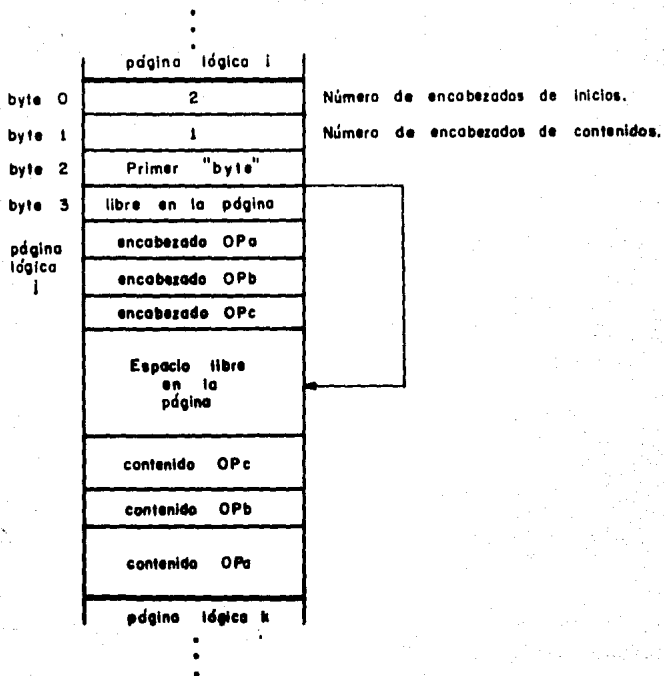 página lógica i
byte 0 2 Número de encabezados de inicios.
byte 1 1 Número de encabezados de contenidos.
byte 2 Primer "byte"
byte 3 libre en la página
página
lógica
j
encabezado OPa
encabezado OPb
encabezado OPc
Espacio libre
en la
página
contenido OPc
contenido OPb
contenido OPa
página lógica k